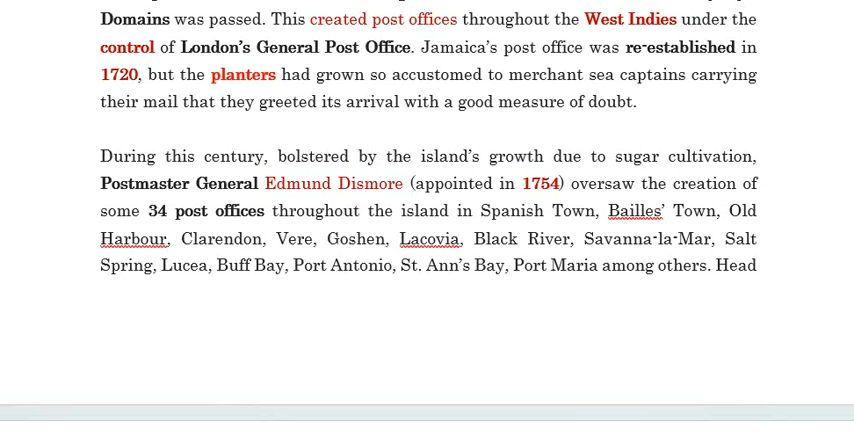 Domains was passed. This created post offices throughout the West Indies under the
control of London’s General Post Office. Jamaica’s post office was re-established in
1720, but the planters had grown so accustomed to merchant sea captains carrying
their mail that they greeted its arrival with a good measure of doubt.
During this century, bolstered by the island’s growth due to sugar cultivation,
Postmaster General Edmund Dismore (appointed in 1754) oversaw the creation of
some 34 post offices throughout the island in Spanish Town, Bailles’ Town, Old
Harbour, Clarendon, Vere, Goshen, Lacovia, Black River, Savanna-la-Mar, Salt
Spring, Lucea, Buff Bay, Port Antonio, St. Ann’s Bay, Port Maria among others. Head